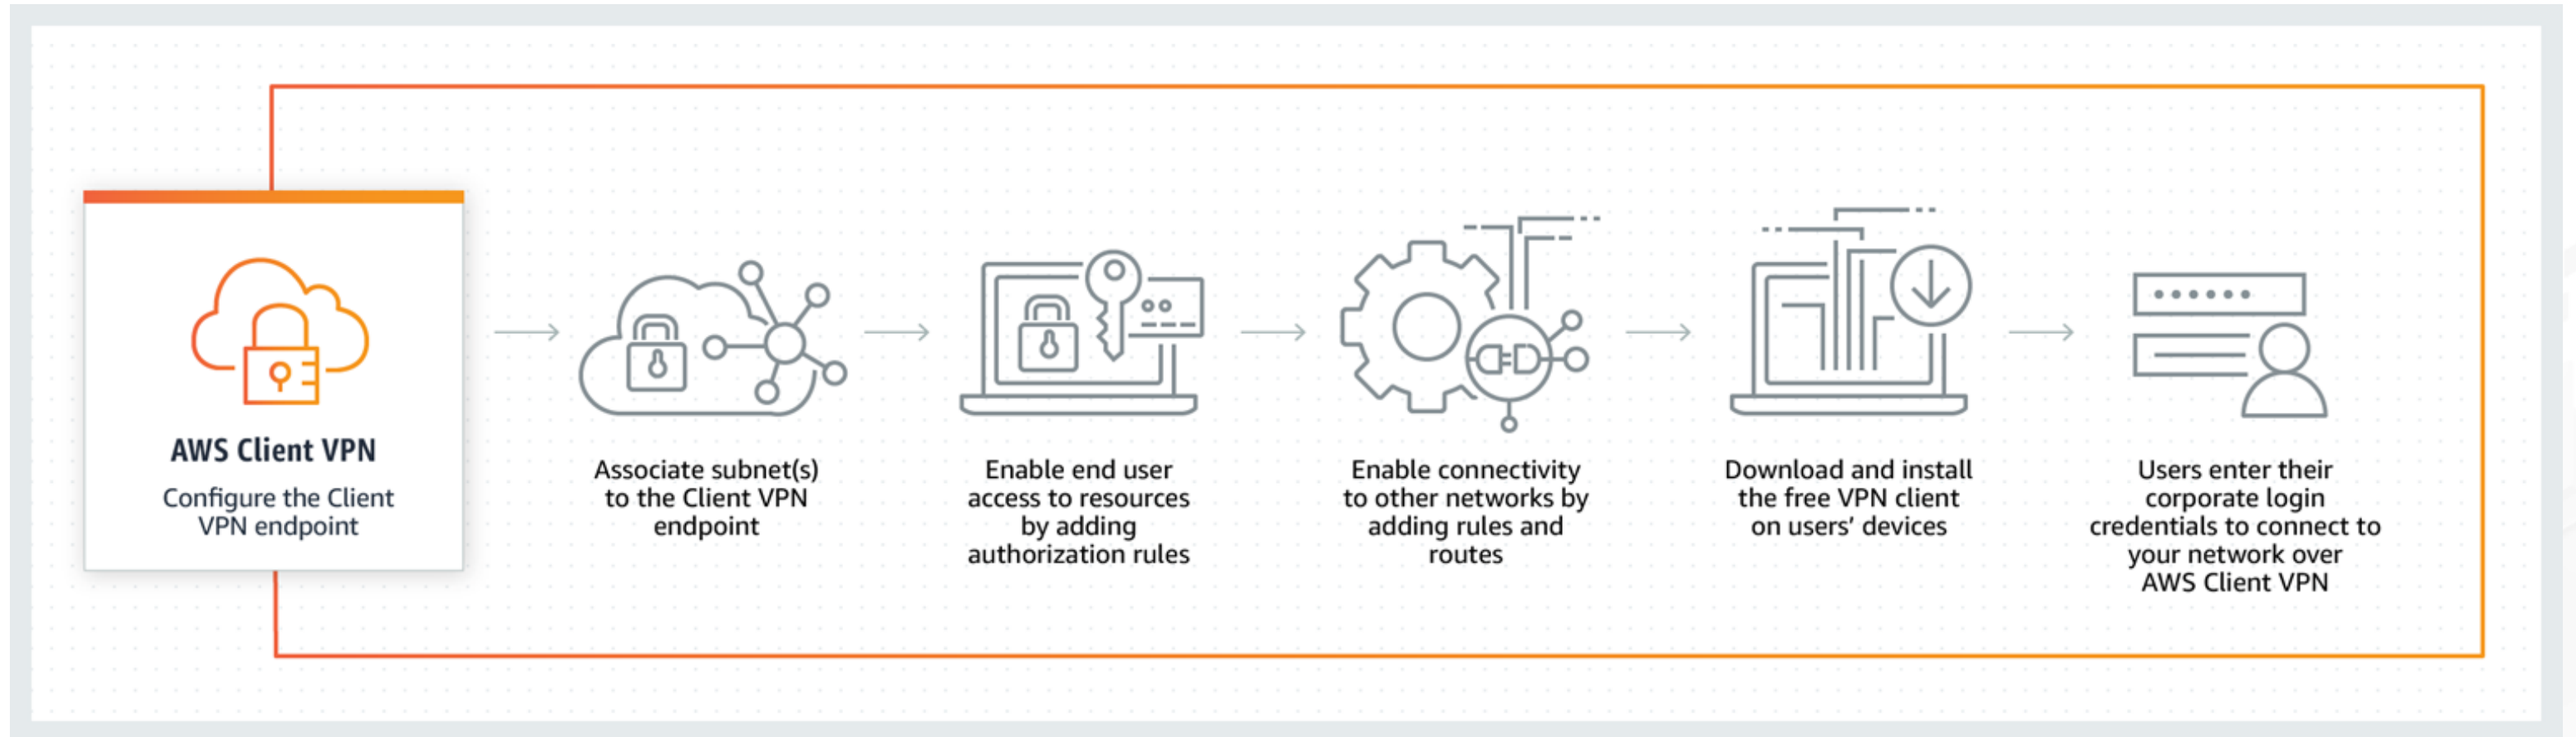 AWS Client VPN
Configure the Client
VPN endpoint
Associate subnet(s)
to the Client VPN
endpoint
Enable end user
access to resources
by adding
authorization rules
Enable connectivity
to other networks by
adding rules and
routes
Download and install
the free VPN client
on users’ devices
Users enter their
corporate login
credentials to connect to
your network over
AWS Client VPN